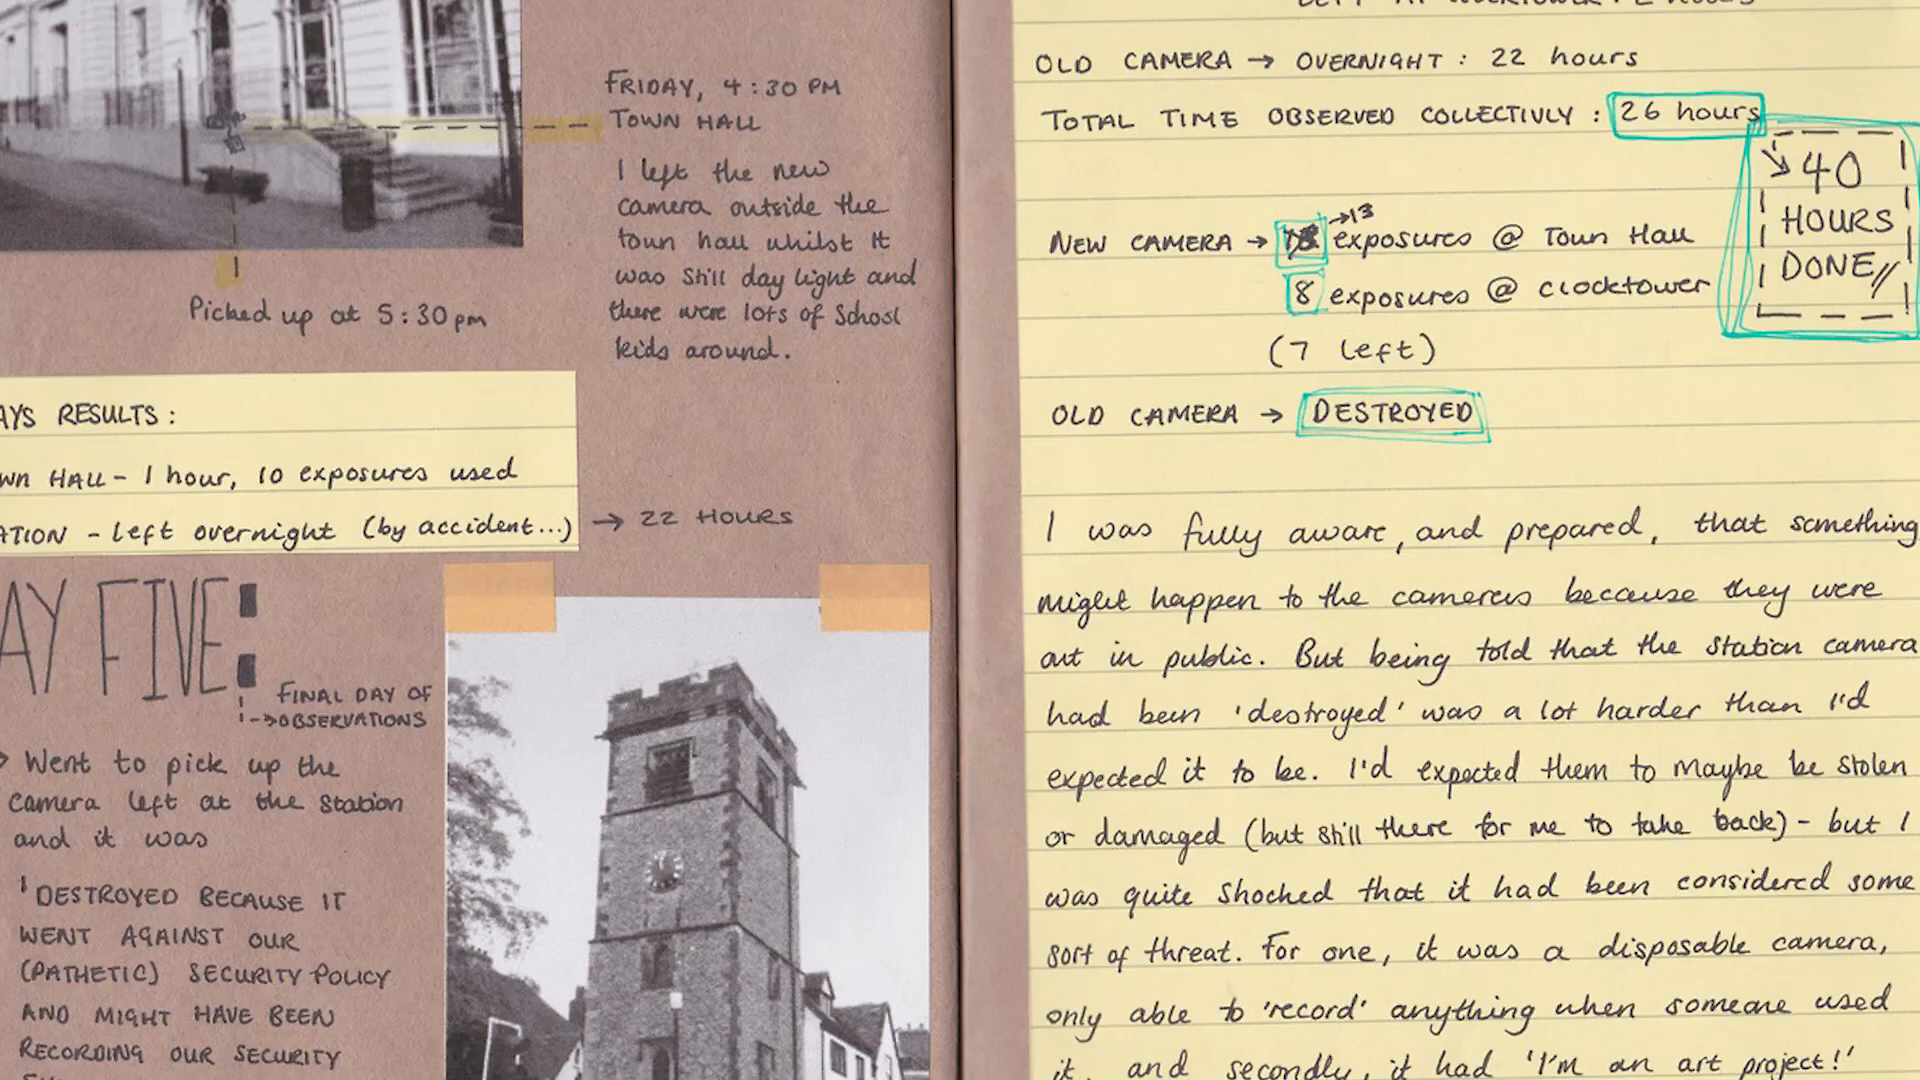 FRIDAY, 4:30 PM
TOWN HALL
I left the new
camera outside the
town hall whilst it
was still day light and
there were lots of school
kids around.
Picked up at 5:30pm
AYS RESULTS:
WN HALL - 1 hour, 10 exposures used
ATION - left overnight (by accident...)
→ 22 HOURS
AY FIVE:
FINAL DAY OF
OBSERVATIONS
Went to pick up the
camera left at the station
and it was
'DESTROYED BECAUSE IT
WENT AGAINST OUR
(PATHETIC) SECURITY POLICY
AND MIGHT HAVE BEEN
RECORDING OUR SECURITY
OLD CAMERA → OVERNIGHT: 22 hours
TOTAL TIME OBSERVED COLLECTIVLY: 26 hours
40
HOURS
DONE//
→13
NEW CAMERA → exposures @ Town Hall
8 exposures @ clocktower
(7 left)
OLD CAMERA → DESTROYED
I was fully aware, and prepared, that something
might happen to the cameras because they were
out in public. But being told that the station camera
had been 'destroyed' was a lot harder than I'd
expected it to be. I'd expected them to maybe be stolen
or damaged (but still there for me to take back) - but I
was quite shocked that it had been considered some
sort of threat. For one, it was a disposable camera,
only able to 'record' anything when someone used
it, and secondly, it had 'I'm an art project!'